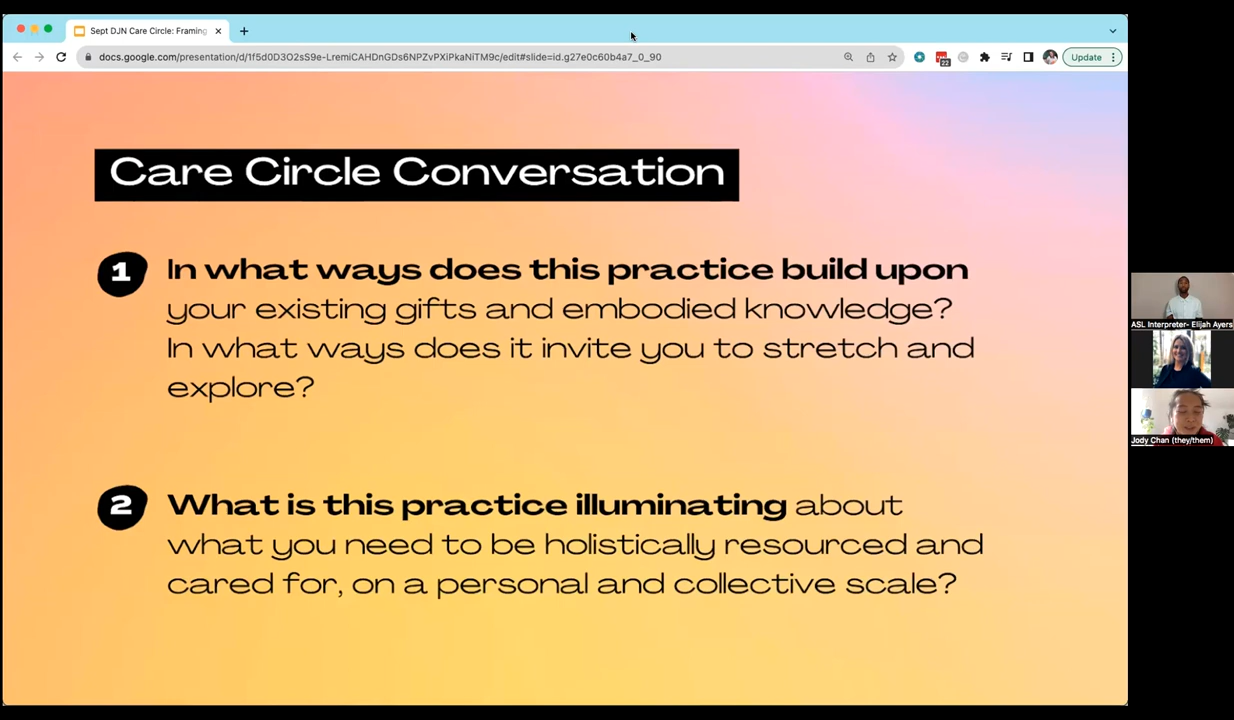 Sept DJN Care Circle: Framing
docs.google.com/presentation/d/1f5d0D3O2sS9e-LremiCAHDnGDs6NPZvPXiPkaNiTM9c/edit#slide=id.g27e0c60b4a7_0_90
22
Update
Care Circle Conversation
1
In what ways does this practice build upon
your existing gifts and embodied knowledge?
In what ways does it invite you to stretch and
explore?
2
What is this practice illuminating about
what you need to be holistically resourced and
cared for, on a personal and collective scale?
ASL Interpreter- Elijah Ayers
Jody Chan (they/them)